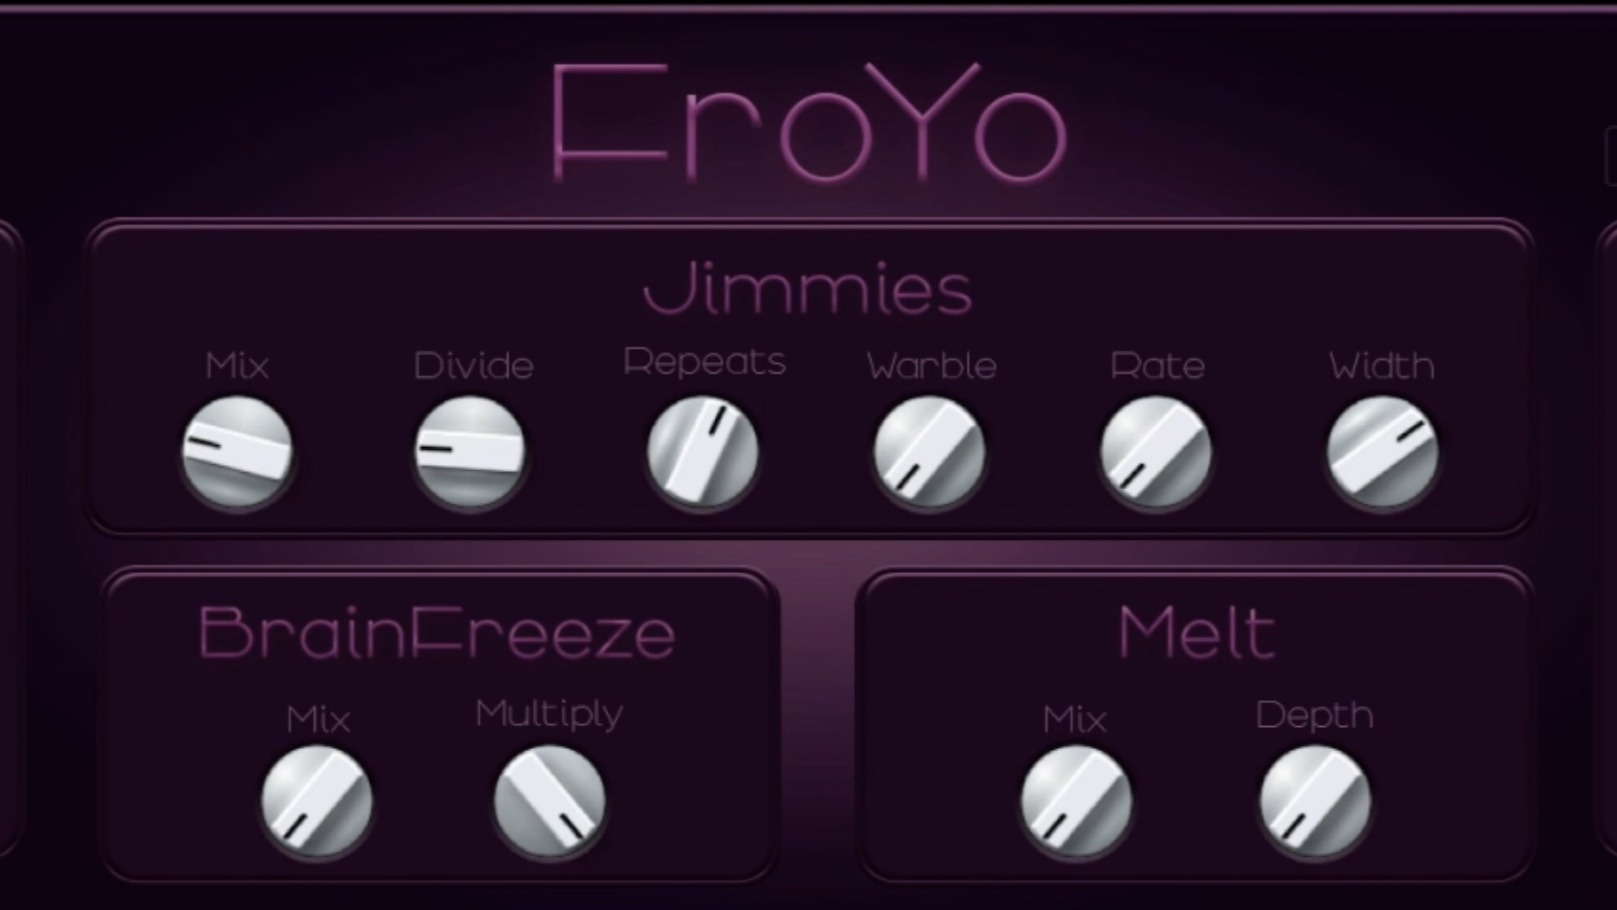 FroYo
Jimmies
Mix Divide Repeats Warble Rate Width
BrainFreeze
Mix Multiply
Melt
Mix Depth